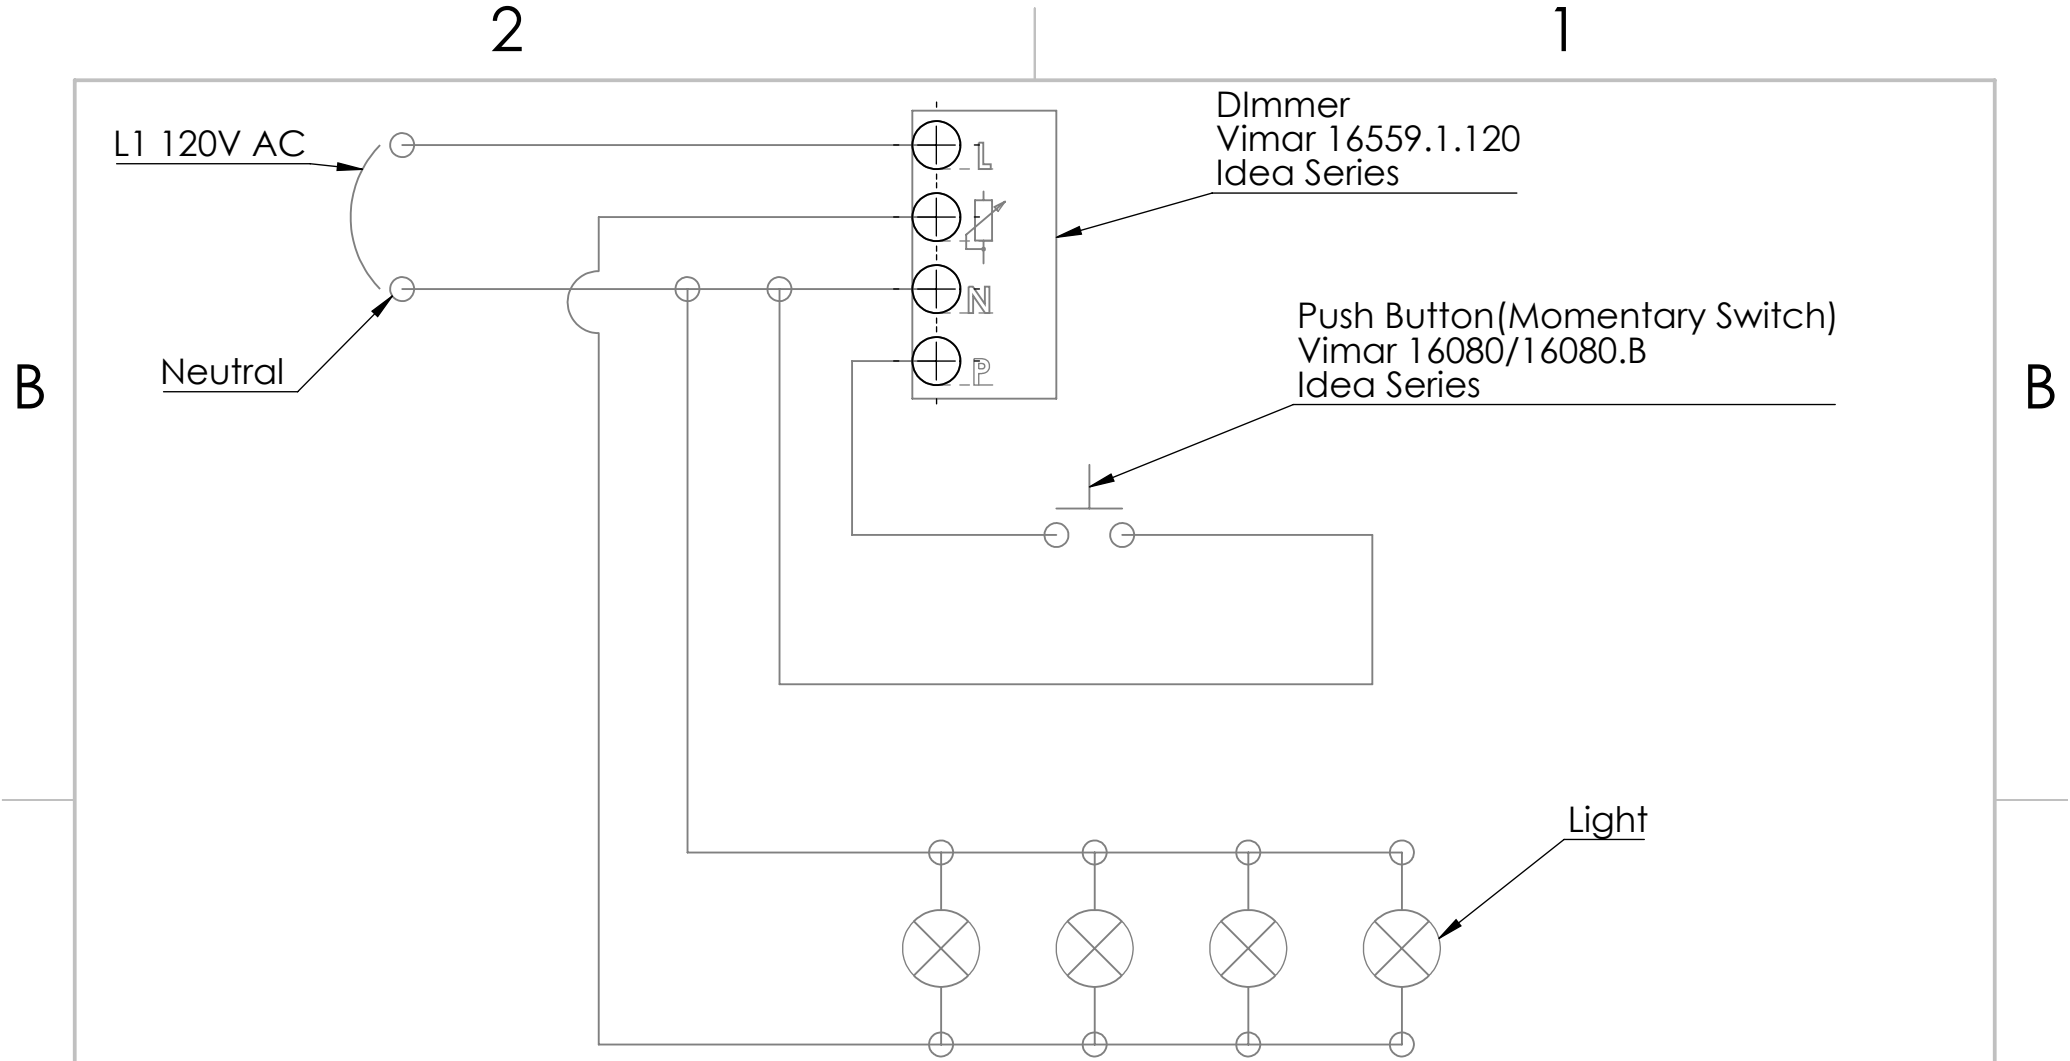 2 1
L1 120V AC
DImmer
Vimar 16559.1.120
Idea Series
L
N
P
Neutral
Push Button(Momentary Switch)
Vimar 16080/16080.B
Idea Series
B B
Light